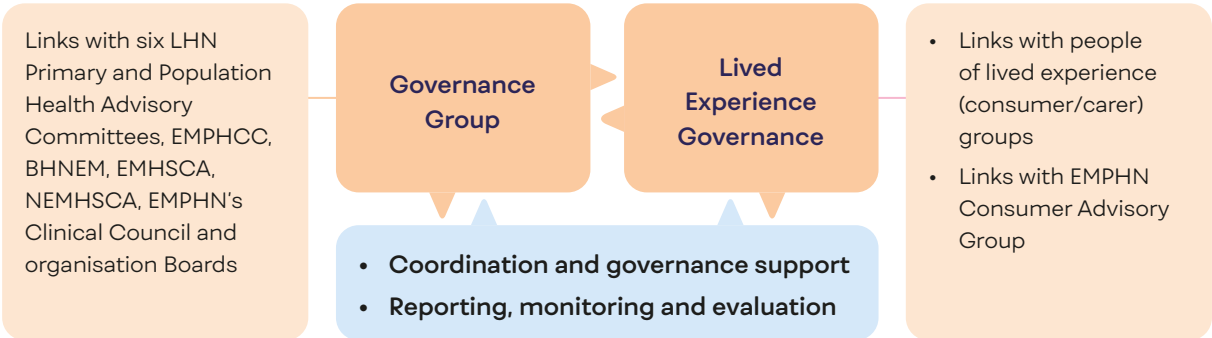 Links with six LHN
Primary and Population
Health Advisory
Committees, EMPHCC,
BHNEM, EMHSCA,
NEMHSCA, EMPHN’s
Clinical Council and
organisation Boards
Governance
Group
Lived
Experience
Governance
• Links with people
of lived experience
(consumer/carer)
groups
• Links with EMPHN
Consumer Advisory
Group
• Coordination and governance support
• Reporting, monitoring and evaluation